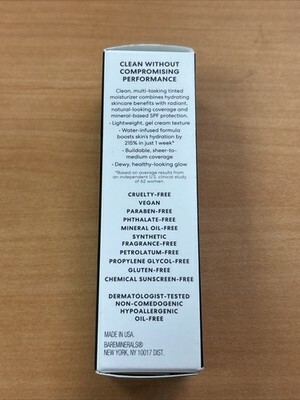 CLEAN WITHOUT
COMPROMISING
PERFORMANCE
Clean, multi-tasking tinted
moisturizer combines hydrating
skincare benefits with radiant,
natural-looking coverage and
mineral-based SPF protection.
• Lightweight, gel cream texture
• Water-infused formula
boosts skin's hydration by
215% in just 1 week*
• Buildable, sheer-to-
medium coverage
• Dewy, healthy-looking glow
*Based on average results from
an independent U.S. clinical study
of 62 women
CRUELTY-FREE
VEGAN
PARABEN-FREE
PHTHALATE-FREE
MINERAL OIL-FREE
SYNTHETIC
FRAGRANCE-FREE
PETROLATUM-FREE
PROPYLENE GLYCOL-FREE
GLUTEN-FREE
CHEMICAL SUNSCREEN-FREE
DERMATOLOGIST-TESTED
NON-COMEDOGENIC
HYPOALLERGENIC
OIL-FREE
MADE IN USA.
BAREMINERALS®
NEW YORK, NY 10017 DIST.